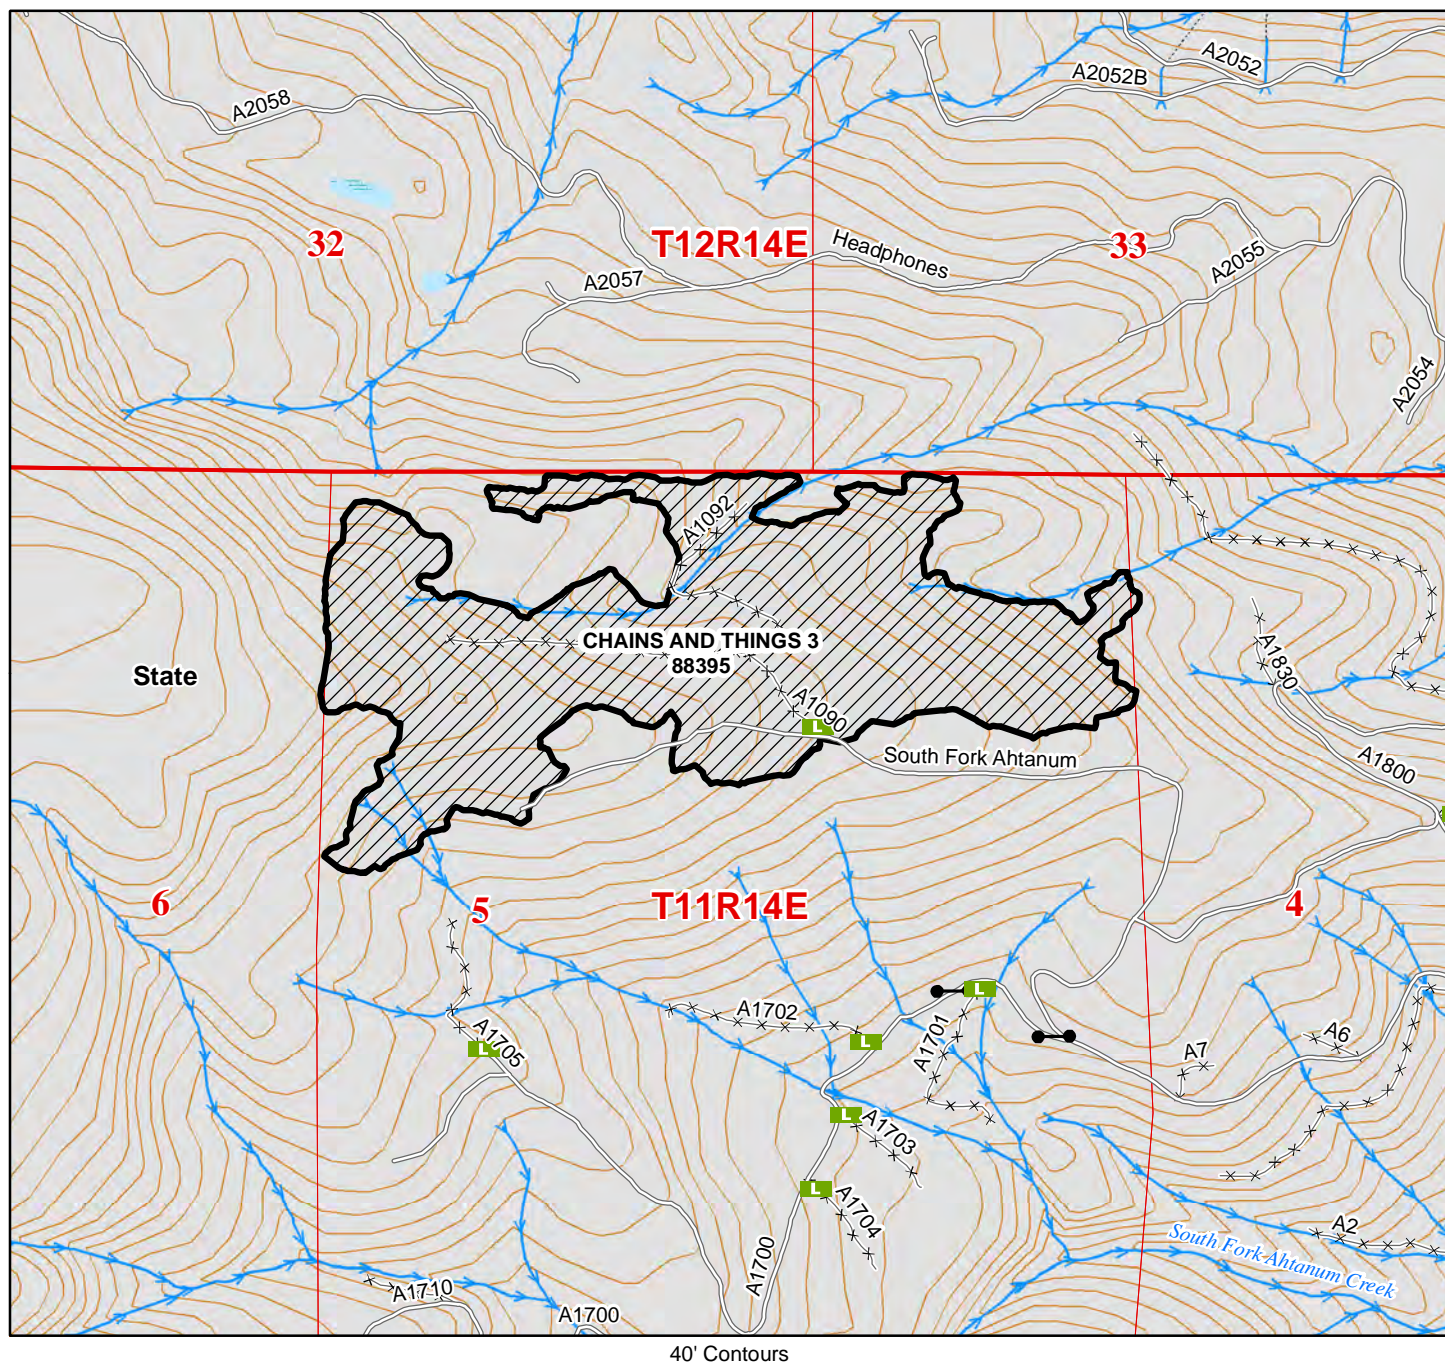 A2058
A2052
A2052B
32
T12R14E
Headphones
33
A2055
A2057
A2054
A1092
CHAINS AND THINGS 3
88395
State
A1090
L
A1830
South Fork Ahtanum
A1800
6
5
T11R14E
4
L
A1702
A1701
A1705
L
L
A6
A7
L
A1703
L
A1704
A2
South Fork Ahtanum Creek
A1700
A1710
A1700
40' Contours